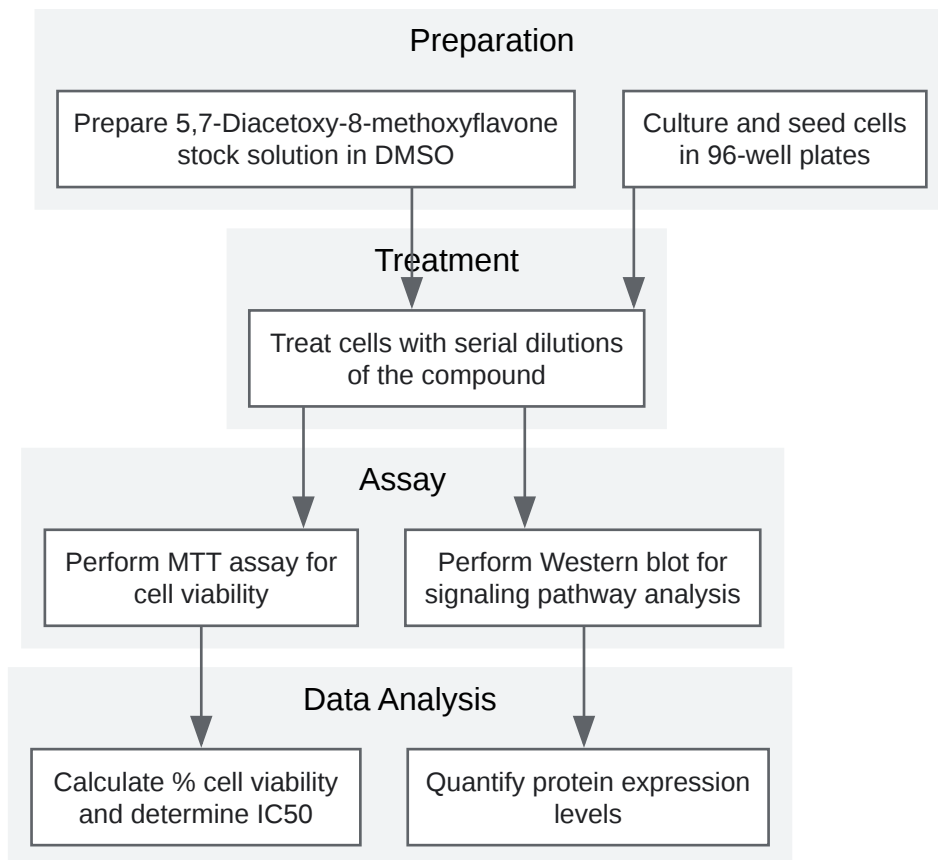 Preparation
Prepare 5,7-Diacetoxy-8-methoxyflavone
stock solution in DMSO
Culture and seed cells
in 96-well plates
Treatment
Treat cells with serial dilutions
of the compound
Assay
Perform MTT assay for
cell viability
Perform Western blot for
signaling pathway analysis
Data Analysis
Calculate % cell viability
and determine IC50
Quantify protein expression
levels